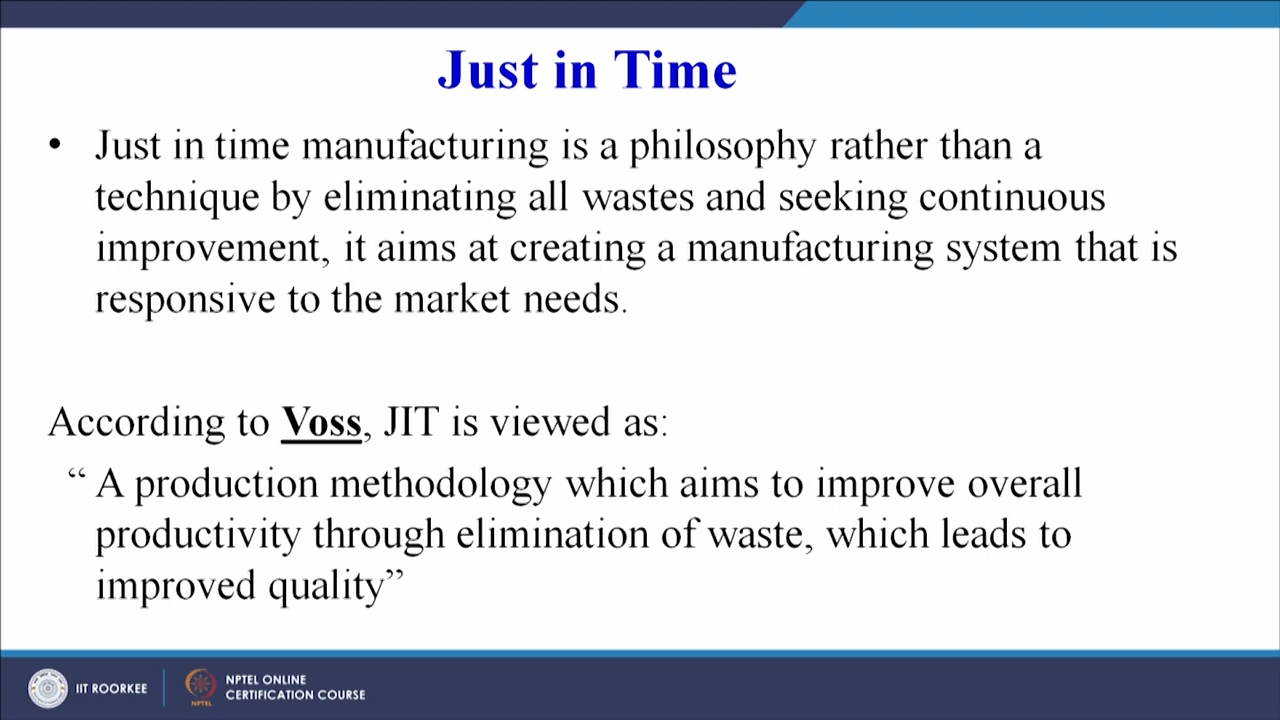 Just in Time
• Just in time manufacturing is a philosophy rather than a
technique by eliminating all wastes and seeking continuous
improvement, it aims at creating a manufacturing system that is
responsive to the market needs.
According to Voss, JIT is viewed as:
“ A production methodology which aims to improve overall
productivity through elimination of waste, which leads to
improved quality”
IIT ROORKEE
NPTEL
NPTEL ONLINE
CERTIFICATION COURSE